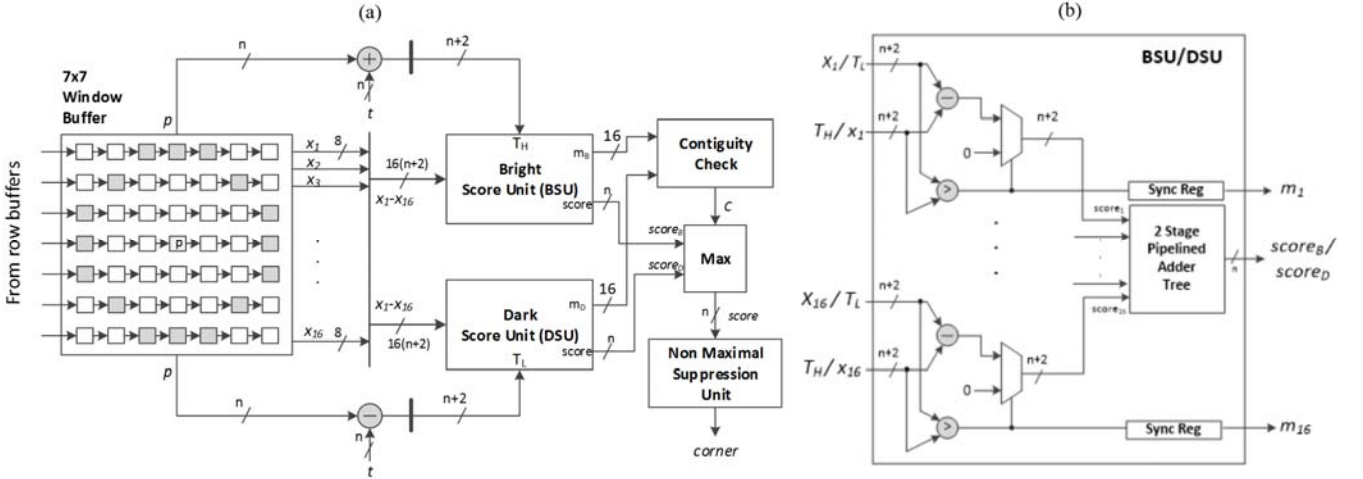 (a)
(b)
n
n+2
n
t
7x7
Window
Buffer
p
From row buffers
p
x1 8
x2
x3
x16 8
16(n+2)
x1-x16
x1-x16
16(n+2)
TH
Bright
Score Unit (BSU)
mB
score
16
n
Dark
Score Unit (DSU)
TL
mD
score
16
n
Contiguity
Check
C
scoreB
scoreD
Max
n
score
Non Maximal
Suppression
Unit
corner
p
n
n+2
n
t
BSU/DSU
X1/TL
n+2
TH/x1
n+2
−
0
n+2
>
Sync Reg
m1
score1
2 Stage
Pipelined
Adder
Tree
n
scoreB/
scoreD
score16
X16/TL
n+2
TH/x16
n+2
−
0
n+2
>
Sync Reg
m16